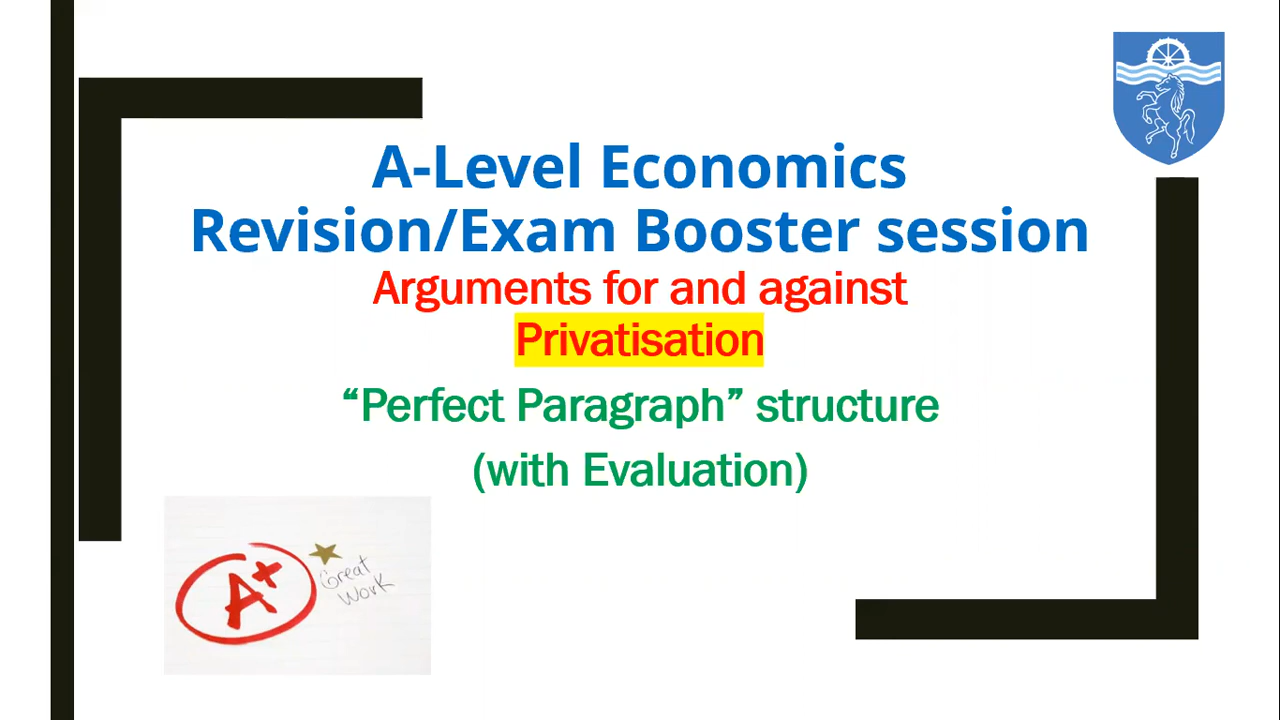 A-Level Economics
Revision/Exam Booster session
Arguments for and against
Privatisation
“Perfect Paragraph” structure
(with Evaluation)
A+
Great
Work